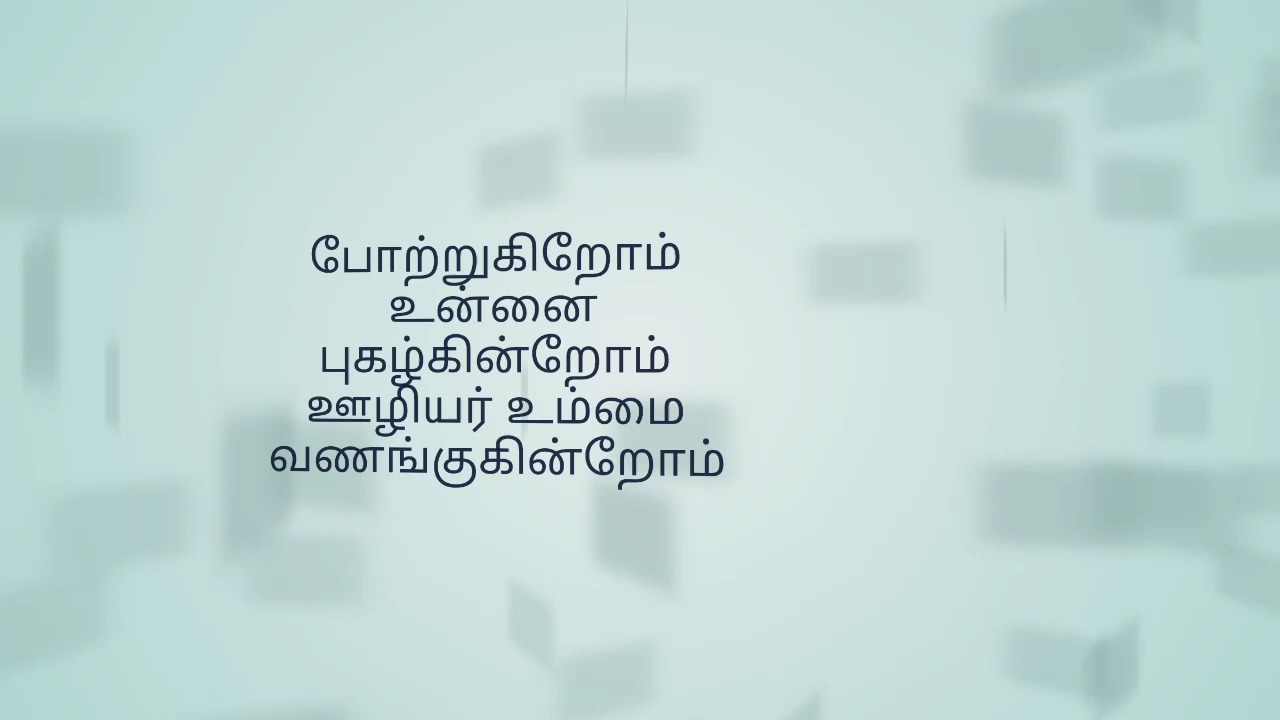 போற்றுகிறோம்
உன்னை
புகழ்கின்றோம்
ஊழியர் உம்மை
வணங்குகின்றோம்